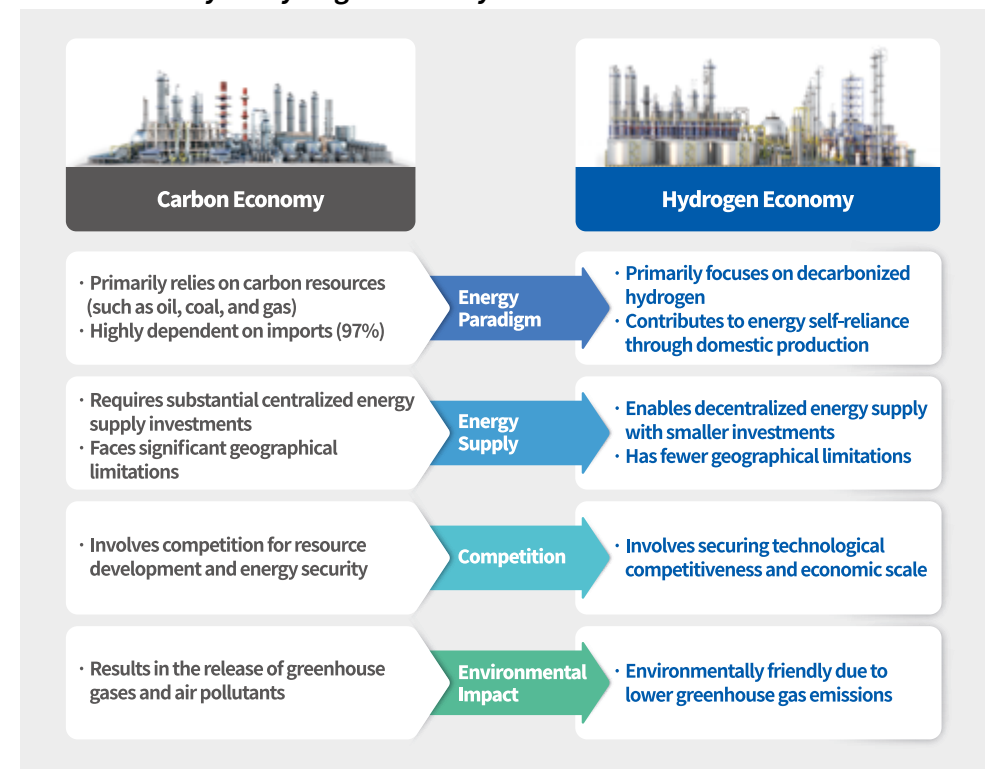 Carbon Economy
Hydrogen Economy
· Primarily relies on carbon resources
(such as oil, coal, and gas)
· Highly dependent on imports (97%)
Energy
Paradigm
· Primarily focuses on decarbonized
hydrogen
· Contributes to energy self-reliance
through domestic production
· Requires substantial centralized energy
supply investments
· Faces significant geographical
limitations
Energy
Supply
· Enables decentralized energy supply
with smaller investments
· Has fewer geographical limitations
· Involves competition for resource
development and energy security
Competition
· Involves securing technological
competitiveness and economic scale
· Results in the release of greenhouse
gases and air pollutants
Environmental
Impact
· Environmentally friendly due to
lower greenhouse gas emissions